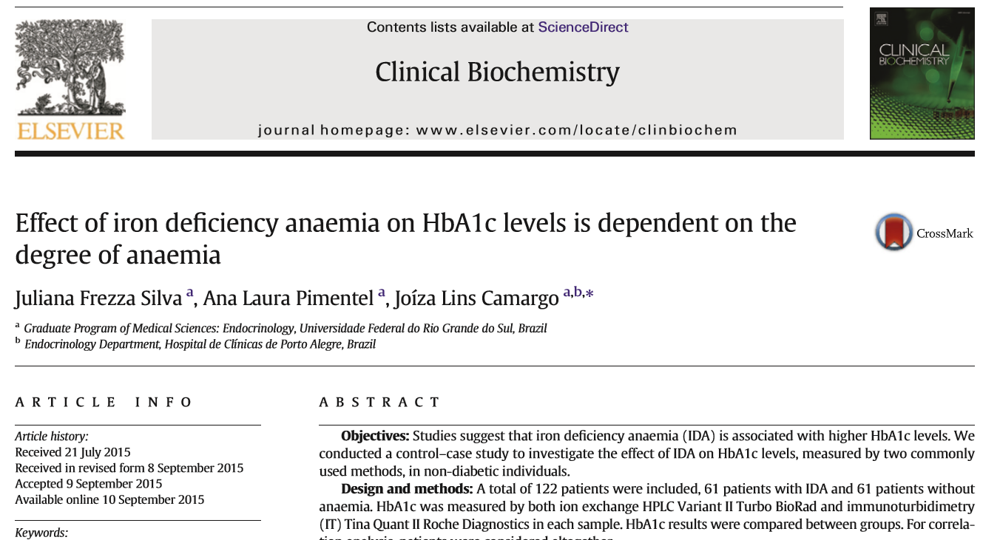 Contents lists available at ScienceDirect
Clinical Biochemistry
journal homepage: www.elsevier.com/locate/clinbiochem
ELSEVIER
CLINICAL
BIOCHEMISTRY
Effect of iron deficiency anaemia on HbA1c levels is dependent on the
degree of anaemia
CrossMark
Juliana Frezza Silva a, Ana Laura Pimentel a, Joíza Lins Camargo a,b,*
a Graduate Program of Medical Sciences: Endocrinology, Universidade Federal do Rio Grande do Sul, Brazil
b Endocrinology Department, Hospital de Clínicas de Porto Alegre, Brazil
ARTICLE INFO
Article history:
Received 21 July 2015
Received in revised form 8 September 2015
Accepted 9 September 2015
Available online 10 September 2015
Keywords:
ABSTRACT
Objectives: Studies suggest that iron deficiency anaemia (IDA) is associated with higher HbA1c levels. We
conducted a control–case study to investigate the effect of IDA on HbA1c levels, measured by two commonly
used methods, in non-diabetic individuals.
Design and methods: A total of 122 patients were included, 61 patients with IDA and 61 patients without
anaemia. HbA1c was measured by both ion exchange HPLC Variant II Turbo BioRad and immunoturbidimetry
(IT) Tina Quant II Roche Diagnostics in each sample. HbA1c results were compared between groups. For correla-
tion analysis, patients were considered altogether.